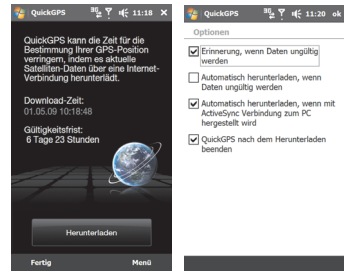 QuickGPS 11:18
QuickGPS kann die Zeit für die
Bestimmung Ihrer GPS-Position
verringern, indem es aktuelle
Satelliten-Daten über eine Internet-
Verbindung herunterlädt.
Download-Zeit:
01.05.09 10:18:48
Gültigkeitsfrist:
6 Tage 23 Stunden
Herunterladen
Fertig Menü
QuickGPS 11:20 ok
Optionen
Erinnerung, wenn Daten ungültig
werden
Automatisch herunterladen, wenn
Daten ungültig werden
Automatisch herunterladen, wenn mit
ActiveSync Verbindung zum PC
hergestellt wird
QuickGPS nach dem Herunterladen
beenden